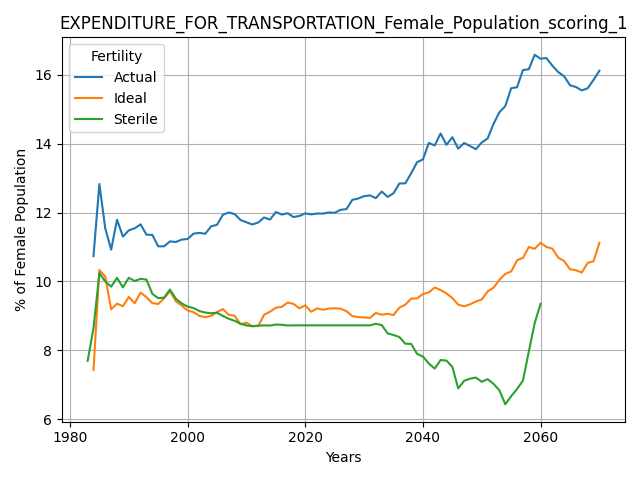 EXPENDITURE_FOR_TRANSPORTATION_Female_Population_scoring_1
Fertility
Actual
Ideal
Sterile
% of Female Population
16
14
12
10
8
6
1980
2000
2020
2040
2060
Years